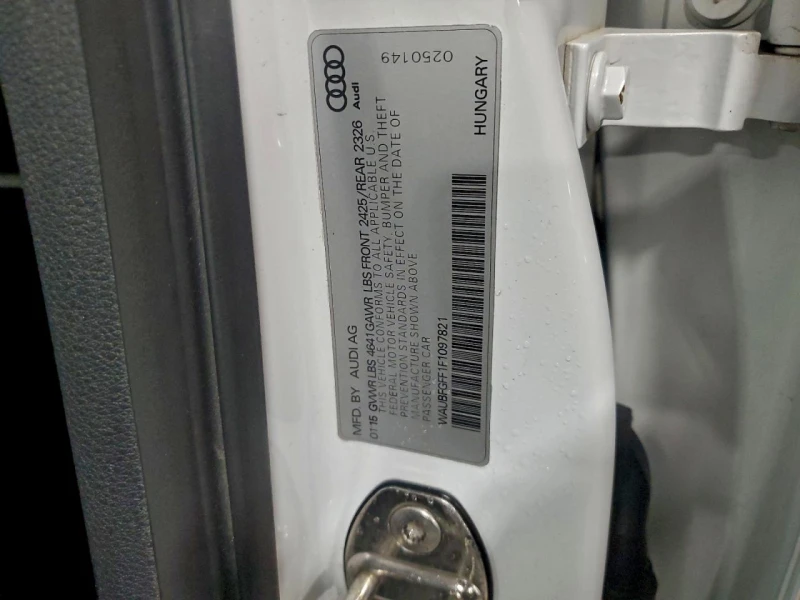 MFD. BY AUDI AG
0115 GVWR LBS 4641 GAWR LBS FRONT 2425/REAR 2326
THIS VEHICLE CONFORMS TO ALL APPLICABLE U.S.
FEDERAL MOTOR VEHICLE SAFETY, BUMPER AND THEFT
PREVENTION STANDARDS IN EFFECT ON THE DATE OF
MANUFACTURE SHOWN ABOVE
PASSENGER CAR
WAUBFGFF1F1097821
Audi
0250149
HUNGARY